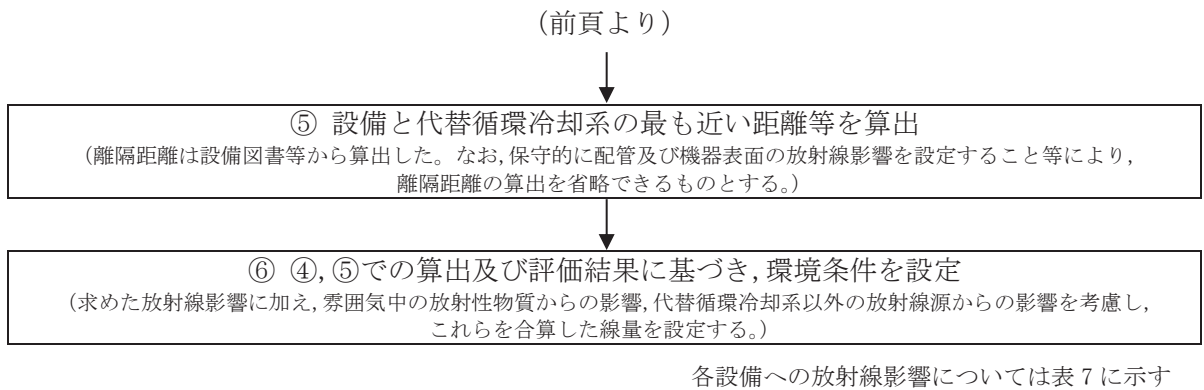 (前頁より)
⑤ 設備と代替循環冷却系の最も近い距離等を算出
(離隔距離は設備図書等から算出した。なお,保守的に配管及び機器表面の放射線影響を設定すること等により,
離隔距離の算出を省略できるものとする。)
⑥ ④,⑤での算出及び評価結果に基づき,環境条件を設定
(求めた放射線影響に加え,雰囲気中の放射性物質からの影響,代替循環冷却系以外の放射線源からの影響を考慮し,
これらを合算した線量を設定する。)
各設備への放射線影響については表 7 に示す